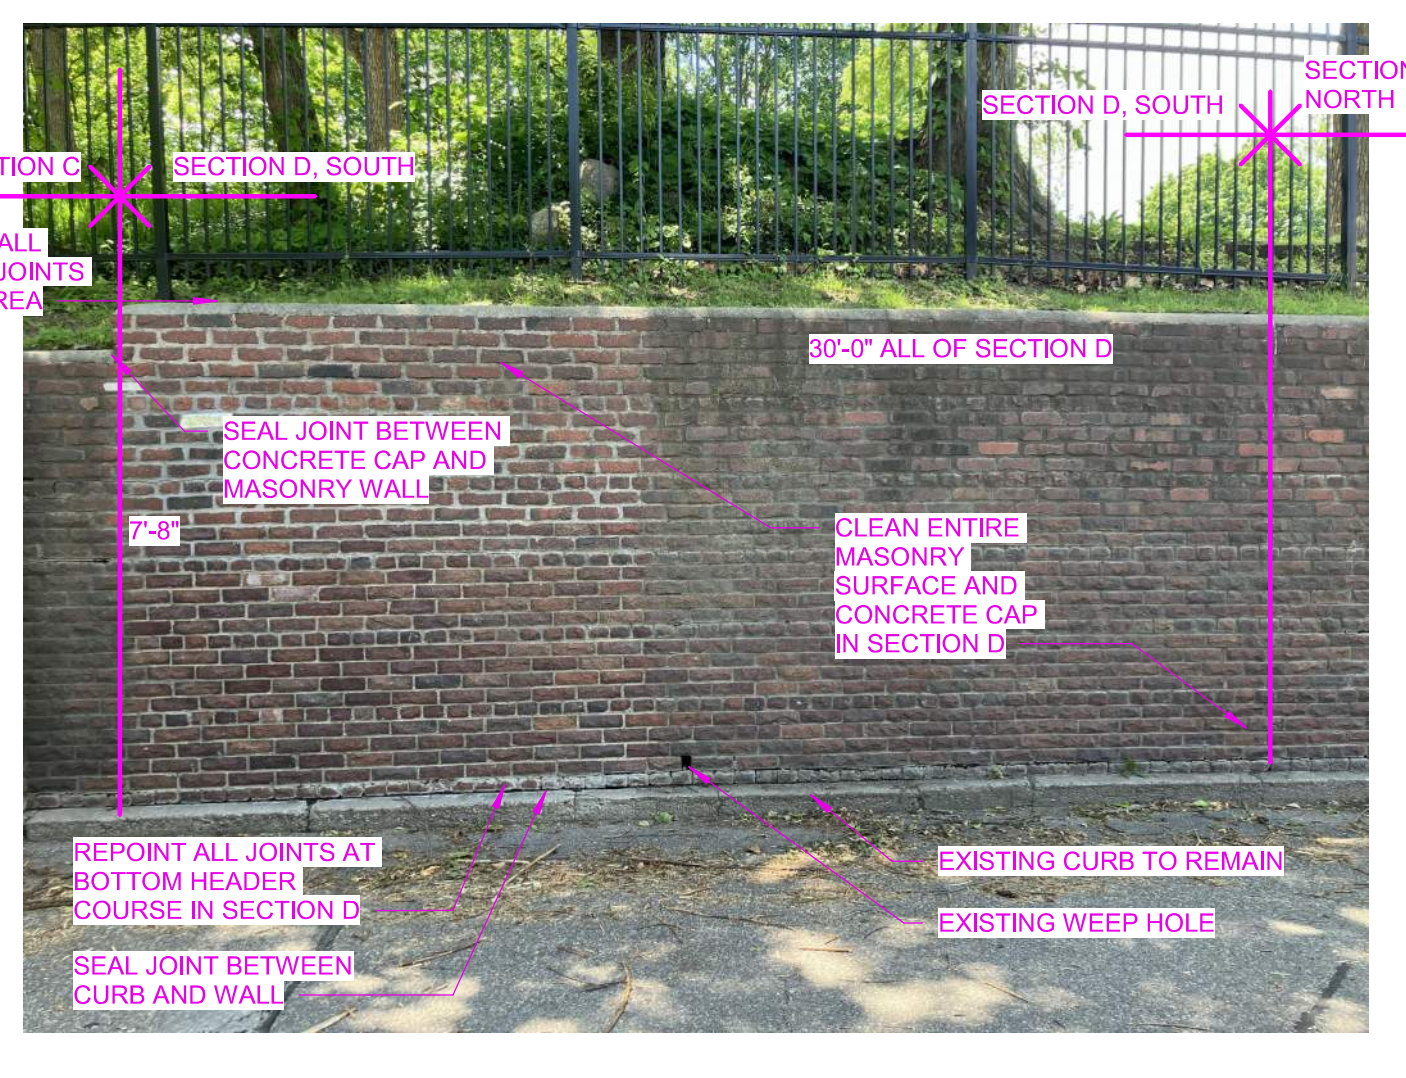 SECTION
NORTH
SECTION D, SOUTH
TION C
SECTION D, SOUTH
ALL
JOINTS
REA
30'-0" ALL OF SECTION D
SEAL JOINT BETWEEN
CONCRETE CAP AND
MASONRY WALL
7'-8"
CLEAN ENTIRE
MASONRY
SURFACE AND
CONCRETE CAP
IN SECTION D
REPOINT ALL JOINTS AT
BOTTOM HEADER
COURSE IN SECTION D
EXISTING CURB TO REMAIN
EXISTING WEEP HOLE
SEAL JOINT BETWEEN
CURB AND WALL